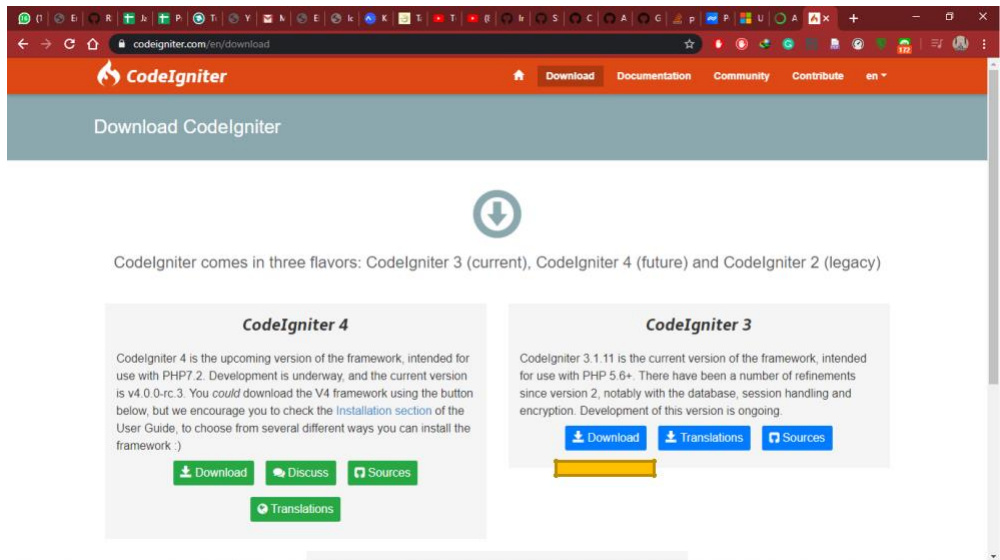 codeigniter.com/en/download
122
CodeIgniter
Download Documentation Community Contribute en
Download CodeIgniter
CodeIgniter comes in three flavors: CodeIgniter 3 (current), CodeIgniter 4 (future) and CodeIgniter 2 (legacy)
CodeIgniter 4
CodeIgniter 4 is the upcoming version of the framework, intended for
use with PHP7.2. Development is underway, and the current version
is v4.0.0-rc.3. You could download the V4 framework using the button
below, but we encourage you to check the Installation section of the
User Guide, to choose from several different ways you can install the
framework :)
Download Discuss Sources
Translations
CodeIgniter 3
CodeIgniter 3.1.11 is the current version of the framework, intended
for use with PHP 5.6+. There have been a number of refinements
since version 2, notably with the database, session handling and
encryption. Development of this version is ongoing.
Download Translations Sources